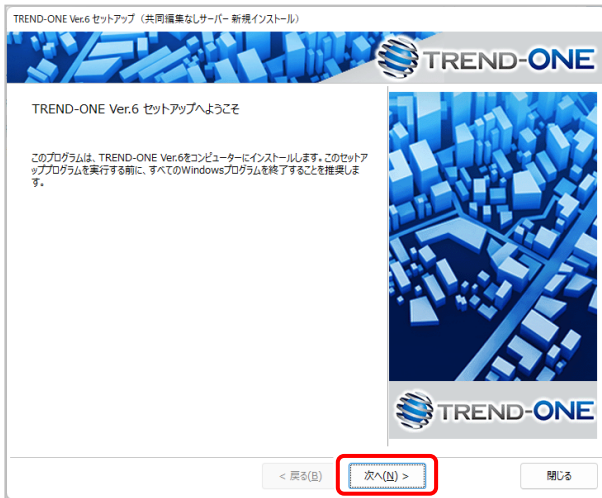 TREND-ONE Ver.6 セットアップ（共同編集なしサーバー 新規インストール）
TREND-ONE
TREND-ONE Ver.6 セットアップへようこそ
このプログラムは、TREND-ONE Ver.6をコンピューターにインストールします。このセットア
ッププログラムを実行する前に、すべてのWindowsプログラムを終了することを推奨しま
す。
TREND-ONE
< 戻る(B)
次へ(N) >
閉じる